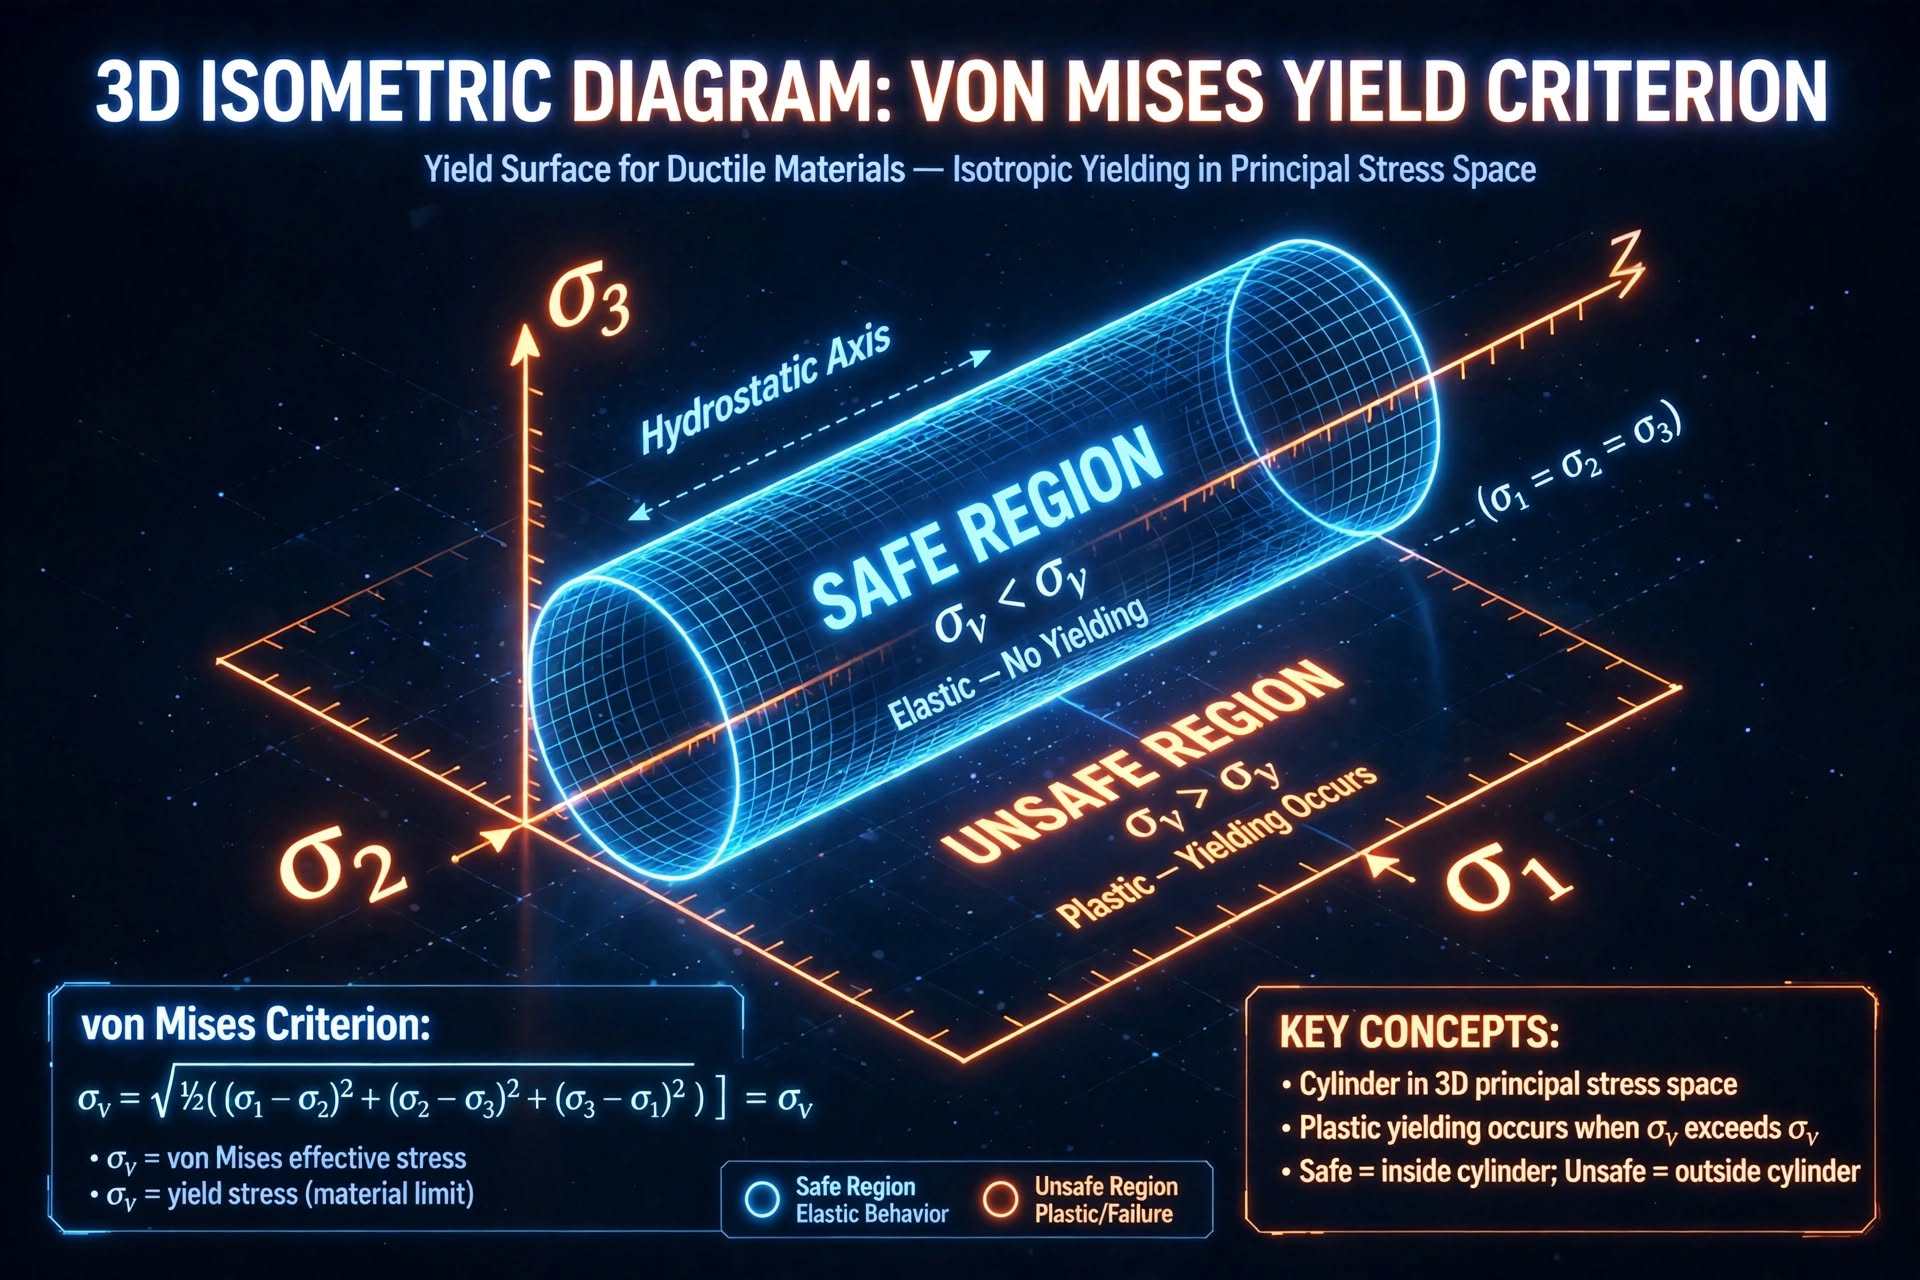 3D ISOMETRIC DIAGRAM: VON MISES YIELD CRITERION
Yield Surface for Ductile Materials — Isotropic Yielding in Principal Stress Space
σ₃
Z
Hydrostatic Axis
(σ₁ = σ₂ = σ₃)
SAFE REGION
σᵥ < σᵧ
Elastic — No Yielding
UNSAFE REGION
σᵥ > σᵧ
Plastic — Yielding Occurs
σ₂
σ₁
von Mises Criterion:
σᵥ = √½( (σ₁ − σ₂)² + (σ₂ − σ₃)² + (σ₃ − σ₁)² ) ] = σᵥ
• σᵥ = von Mises effective stress
• σᵥ = yield stress (material limit)
Safe Region
Elastic Behavior
Unsafe Region
Plastic/Failure
KEY CONCEPTS:
• Cylinder in 3D principal stress space
• Plastic yielding occurs when σᵥ exceeds σᵥ
• Safe = inside cylinder; Unsafe = outside cylinder